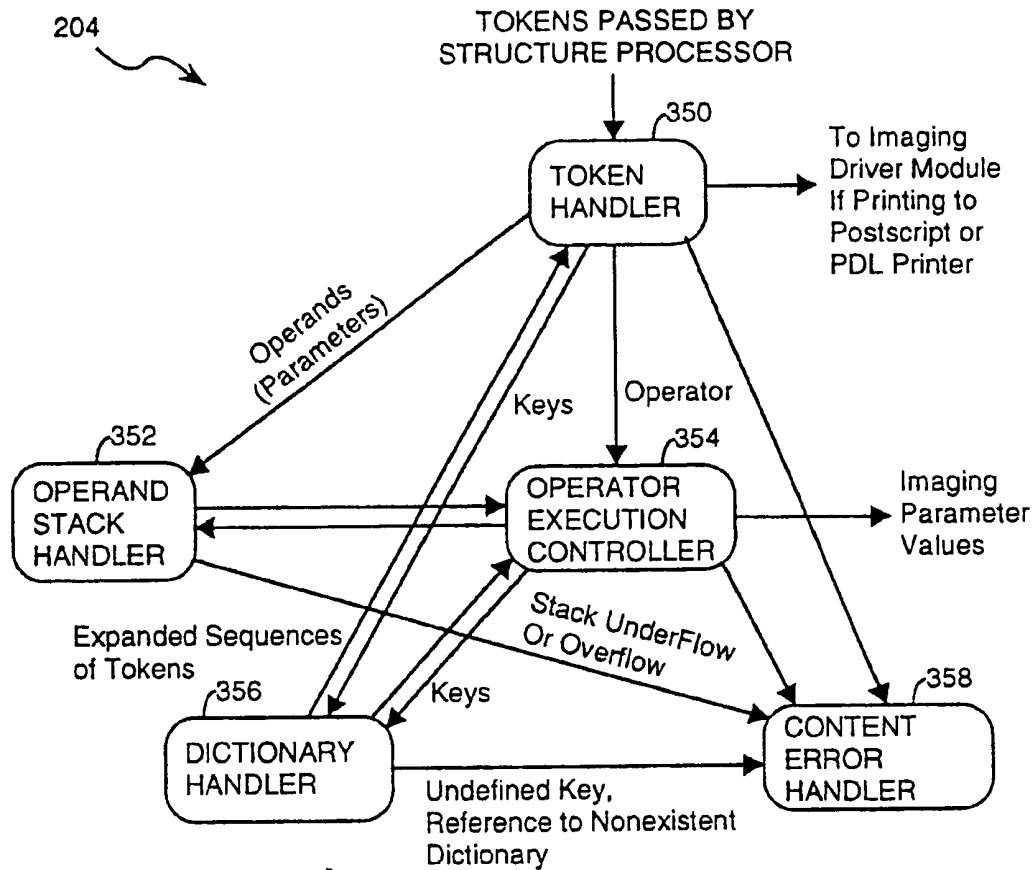 204
TOKENS PASSED BY
STRUCTURE PROCESSOR
350
TOKEN
HANDLER
To Imaging
Driver Module
If Printing to
Postscript or
PDL Printer
Operands
(Parameters)
Keys
Operator
352
OPERAND
STACK
HANDLER
354
OPERATOR
EXECUTION
CONTROLLER
Imaging
Parameter
Values
Expanded Sequences
of Tokens
Stack UnderFlow
Or Overflow
Keys
356
DICTIONARY
HANDLER
358
CONTENT
ERROR
HANDLER
Undefined Key,
Reference to Nonexistent
Dictionary